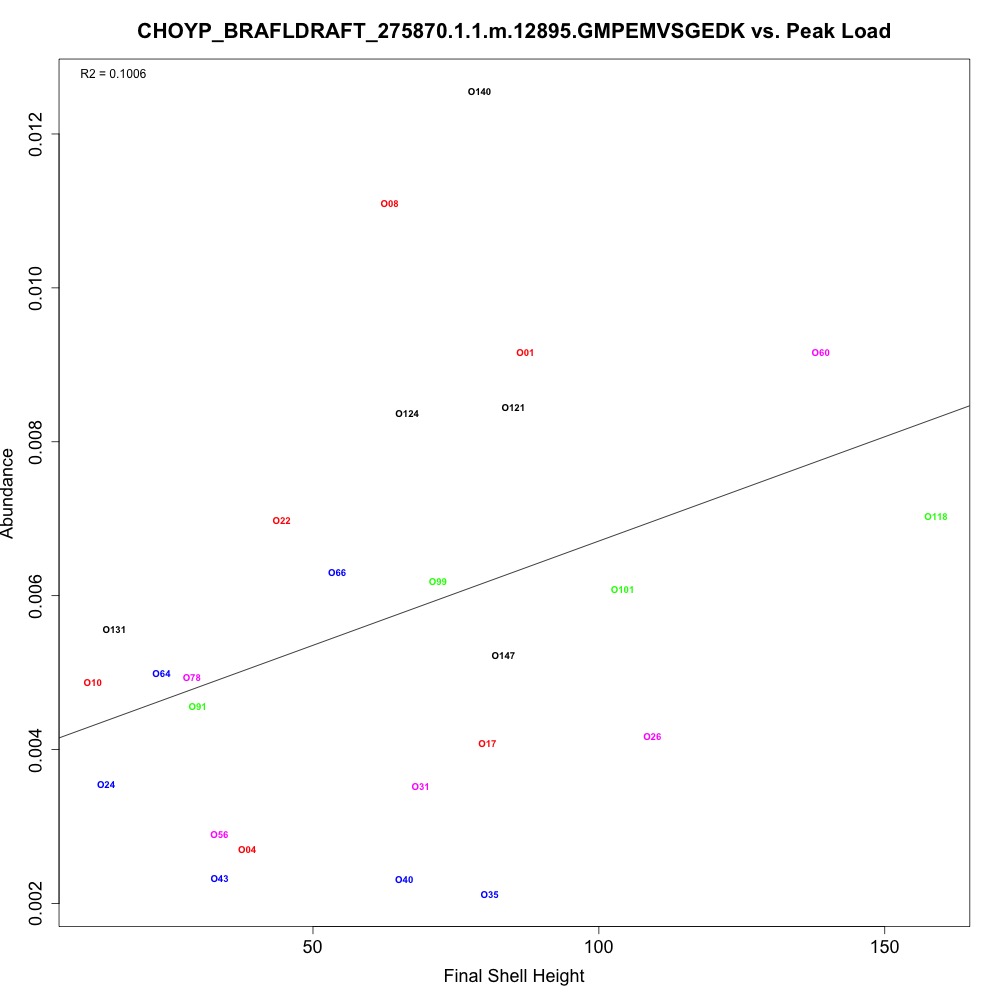 CHOYP_BRAFLDRAFT_275870.1.1.m.12895.GMPEMVSGEDK vs. Peak Load
R2 = 0.1006
O140
0.012
O08
0.010
O01
O60
O121
O124
0.008
Abundance
O118
O22
O66
O99
O101
0.006
O131
O147
O64
O78
O10
O91
O26
O17
0.004
O24
O31
O56
O04
O43
O40
O35
0.002
50
100
150
Final Shell Height